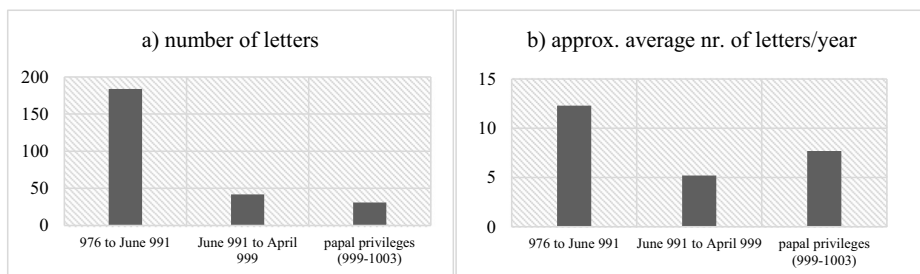 a) number of letters
200
150
100
50
0
976 to June 991
June 991 to April
999
papal privileges
(999-1003)
b) approx. average nr. of letters/year
15
10
5
0
976 to June 991
June 991 to April 999
papal privileges
(999-1003)